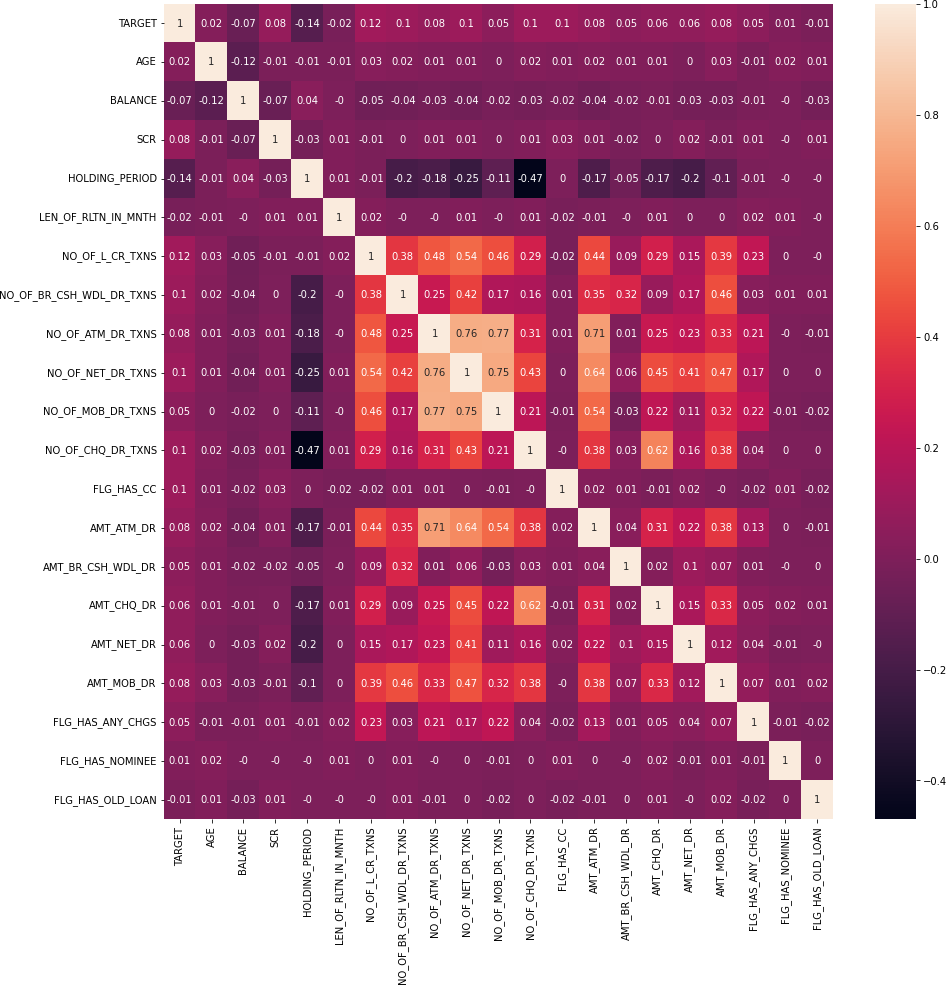 TARGET 1 0.02 -0.07 0.08 -0.14 -0.02 0.12 0.1 0.08 0.1 0.05 0.1 0.1 0.08 0.05 0.06 0.06 0.08 0.05 0.01 -0.01
AGE 0.02 1 -0.12 -0.01 -0.01 -0.01 0.03 0.02 0.01 0.01 0 0.02 0.01 0.02 0.01 0.01 0 0.03 -0.01 0.02 0.01
BALANCE -0.07 -0.12 1 -0.07 0.04 -0 -0.05 -0.04 -0.03 -0.04 -0.02 -0.03 -0.02 -0.04 -0.02 -0.01 -0.03 -0.03 -0.01 -0 -0.03
SCR 0.08 -0.01 -0.07 1 -0.03 0.01 -0.01 0 0.01 0.01 0 0.01 0.03 0.01 -0.02 0 0.02 -0.01 0.01 -0 0.01
HOLDING_PERIOD -0.14 -0.01 0.04 -0.03 1 0.01 -0.01 -0.2 -0.18 -0.25 -0.11 -0.47 0 -0.17 -0.05 -0.17 -0.2 -0.1 -0.01 -0 -0
LEN_OF_RLTN_IN_MNTH -0.02 -0.01 -0 0.01 0.01 1 0.02 -0 -0 0.01 -0 0.01 -0.02 -0.01 -0 0.01 0 0 0.02 0.01 -0
NO_OF_L_CR_TXNS 0.12 0.03 -0.05 -0.01 -0.01 0.02 1 0.38 0.48 0.54 0.46 0.29 -0.02 0.44 0.09 0.29 0.15 0.39 0.23 0 -0
NO_OF_BR_CSH_WDL_DR_TXNS 0.1 0.02 -0.04 0 -0.2 -0 0.38 1 0.25 0.42 0.17 0.16 0.01 0.35 0.32 0.09 0.17 0.46 0.03 0.01 0.01
NO_OF_ATM_DR_TXNS 0.08 0.01 -0.03 0.01 -0.18 -0 0.48 0.25 1 0.76 0.77 0.31 0.01 0.71 0.01 0.25 0.23 0.33 0.21 -0 -0.01
NO_OF_NET_DR_TXNS 0.1 0.01 -0.04 0.01 -0.25 0.01 0.54 0.42 0.76 1 0.75 0.43 0 0.64 0.06 0.45 0.41 0.47 0.17 0 0
NO_OF_MOB_DR_TXNS 0.05 0 -0.02 0 -0.11 -0 0.46 0.17 0.77 0.75 1 0.21 -0.01 0.54 -0.03 0.22 0.11 0.32 0.22 -0.01 -0.02
NO_OF_CHQ_DR_TXNS 0.1 0.02 -0.03 0.01 -0.47 0.01 0.29 0.16 0.31 0.43 0.21 1 -0 0.38 0.03 0.62 0.16 0.38 0.04 0 0
FLG_HAS_CC 0.1 0.01 -0.02 0.03 0 -0.02 -0.02 0.01 0.01 0 -0.01 -0 1 0.02 0.01 -0.01 0.02 -0 -0.02 0.01 -0.02
AMT_ATM_DR 0.08 0.02 -0.04 0.01 -0.17 -0.01 0.44 0.35 0.71 0.64 0.54 0.38 0.02 1 0.04 0.31 0.22 0.38 0.13 0 -0.01
AMT_BR_CSH_WDL_DR 0.05 0.01 -0.02 -0.02 -0.05 -0 0.09 0.32 0.01 0.06 -0.03 0.03 0.01 0.04 1 0.02 0.1 0.07 0.01 -0 0
AMT_CHQ_DR 0.06 0.01 -0.01 0 -0.17 0.01 0.29 0.09 0.25 0.45 0.22 0.62 -0.01 0.31 0.02 1 0.15 0.33 0.05 0.02 0.01
AMT_NET_DR 0.06 0 -0.03 0.02 -0.2 0 0.15 0.17 0.23 0.41 0.11 0.16 0.02 0.22 0.1 0.15 1 0.12 0.04 -0.01 -0
AMT_MOB_DR 0.08 0.03 -0.03 -0.01 -0.1 0 0.39 0.46 0.33 0.47 0.32 0.38 -0 0.38 0.07 0.33 0.12 1 0.07 0.01 0.02
FLG_HAS_ANY_CHGS 0.05 -0.01 -0.01 0.01 -0.01 0.02 0.23 0.03 0.21 0.17 0.22 0.04 -0.02 0.13 0.01 0.05 0.04 0.07 1 -0.01 -0.02
FLG_HAS_NOMINEE 0.01 0.02 -0 -0 -0 0.01 0 0.01 -0 0 -0.01 0 0.01 0 -0 0.02 -0.01 0.01 -0.01 1 0
FLG_HAS_OLD_LOAN -0.01 0.01 -0.03 0.01 -0 -0 -0 0.01 -0.01 0 -0.02 0 -0.02 -0.01 0 0.01 -0 0.02 -0.02 0 1
TARGET
AGE
BALANCE
SCR
HOLDING_PERIOD
LEN_OF_RLTN_IN_MNTH
NO_OF_L_CR_TXNS
NO_OF_BR_CSH_WDL_DR_TXNS
NO_OF_ATM_DR_TXNS
NO_OF_NET_DR_TXNS
NO_OF_MOB_DR_TXNS
NO_OF_CHQ_DR_TXNS
FLG_HAS_CC
AMT_ATM_DR
AMT_BR_CSH_WDL_DR
AMT_CHQ_DR
AMT_NET_DR
AMT_MOB_DR
FLG_HAS_ANY_CHGS
FLG_HAS_NOMINEE
FLG_HAS_OLD_LOAN
1.0
0.8
0.6
0.4
0.2
0.0
−0.2
−0.4